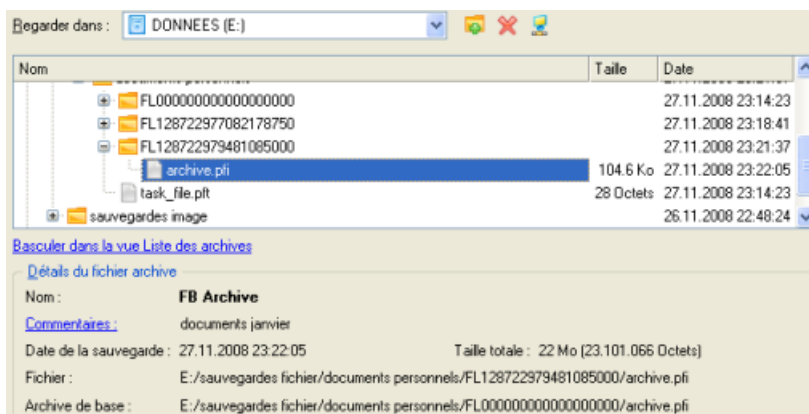 Regarder dans : DONNEES (E:)
Nom Taille Date
documents personnels
FL000000000000000000 27.11.2008 23:14:23
FL128722977082178750 27.11.2008 23:18:41
FL128722979481085000 27.11.2008 23:21:37
archive.pfi 104.6 Ko 27.11.2008 23:22:05
task_file.pft 28 Octets 27.11.2008 23:14:23
sauvegardes image 26.11.2008 22:48:24
Basculer dans la vue Liste des archives
Détails du fichier archive
Nom : FB Archive
Commentaires : documents janvier
Date de la sauvegarde : 27.11.2008 23:22:05 Taille totale : 22 Mo (23.101.066 Octets)
Fichier : E:/sauvegardes fichier/documents personnels/FL128722979481085000/archive.pfi
Archive de base : E:/sauvegardes fichier/documents personnels/FL000000000000000000/archive.pfi